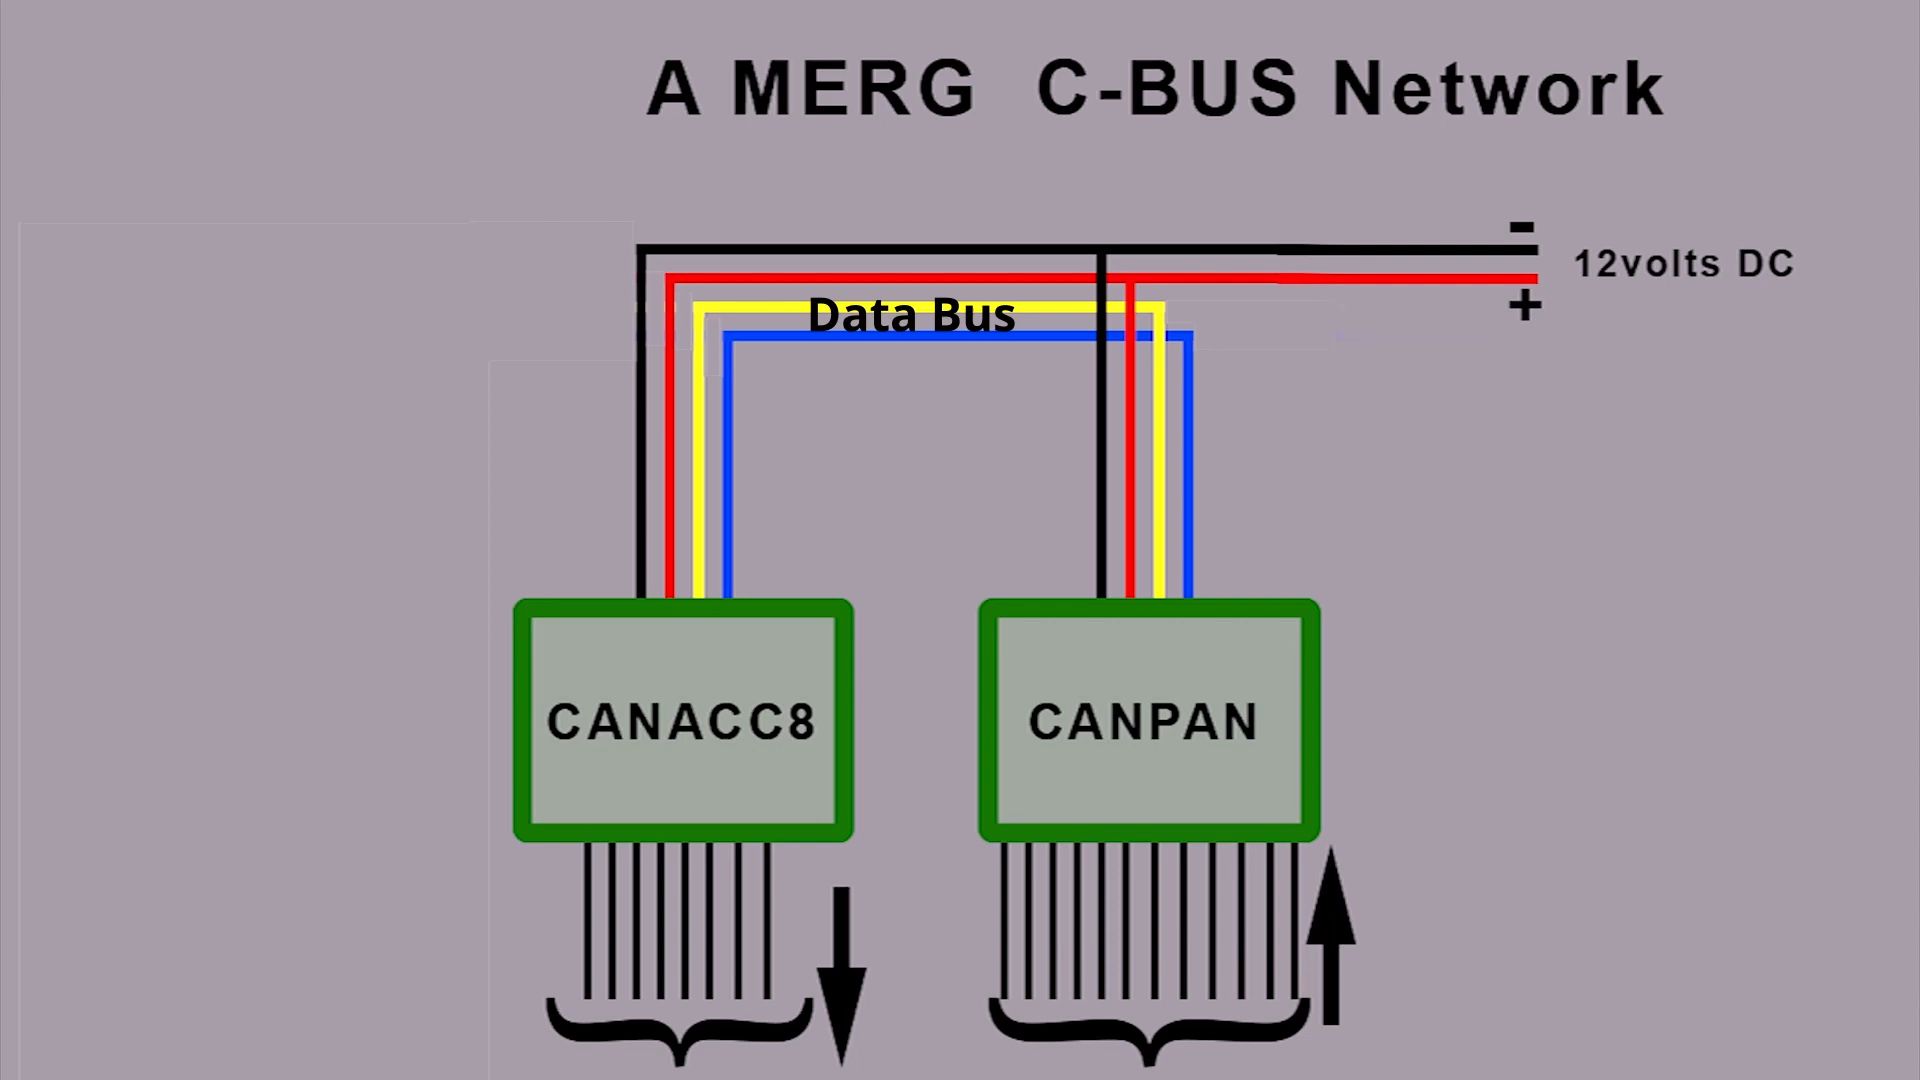 A MERG C-BUS Network
-
12volts DC
+
Data Bus
CANACC8
CANPAN